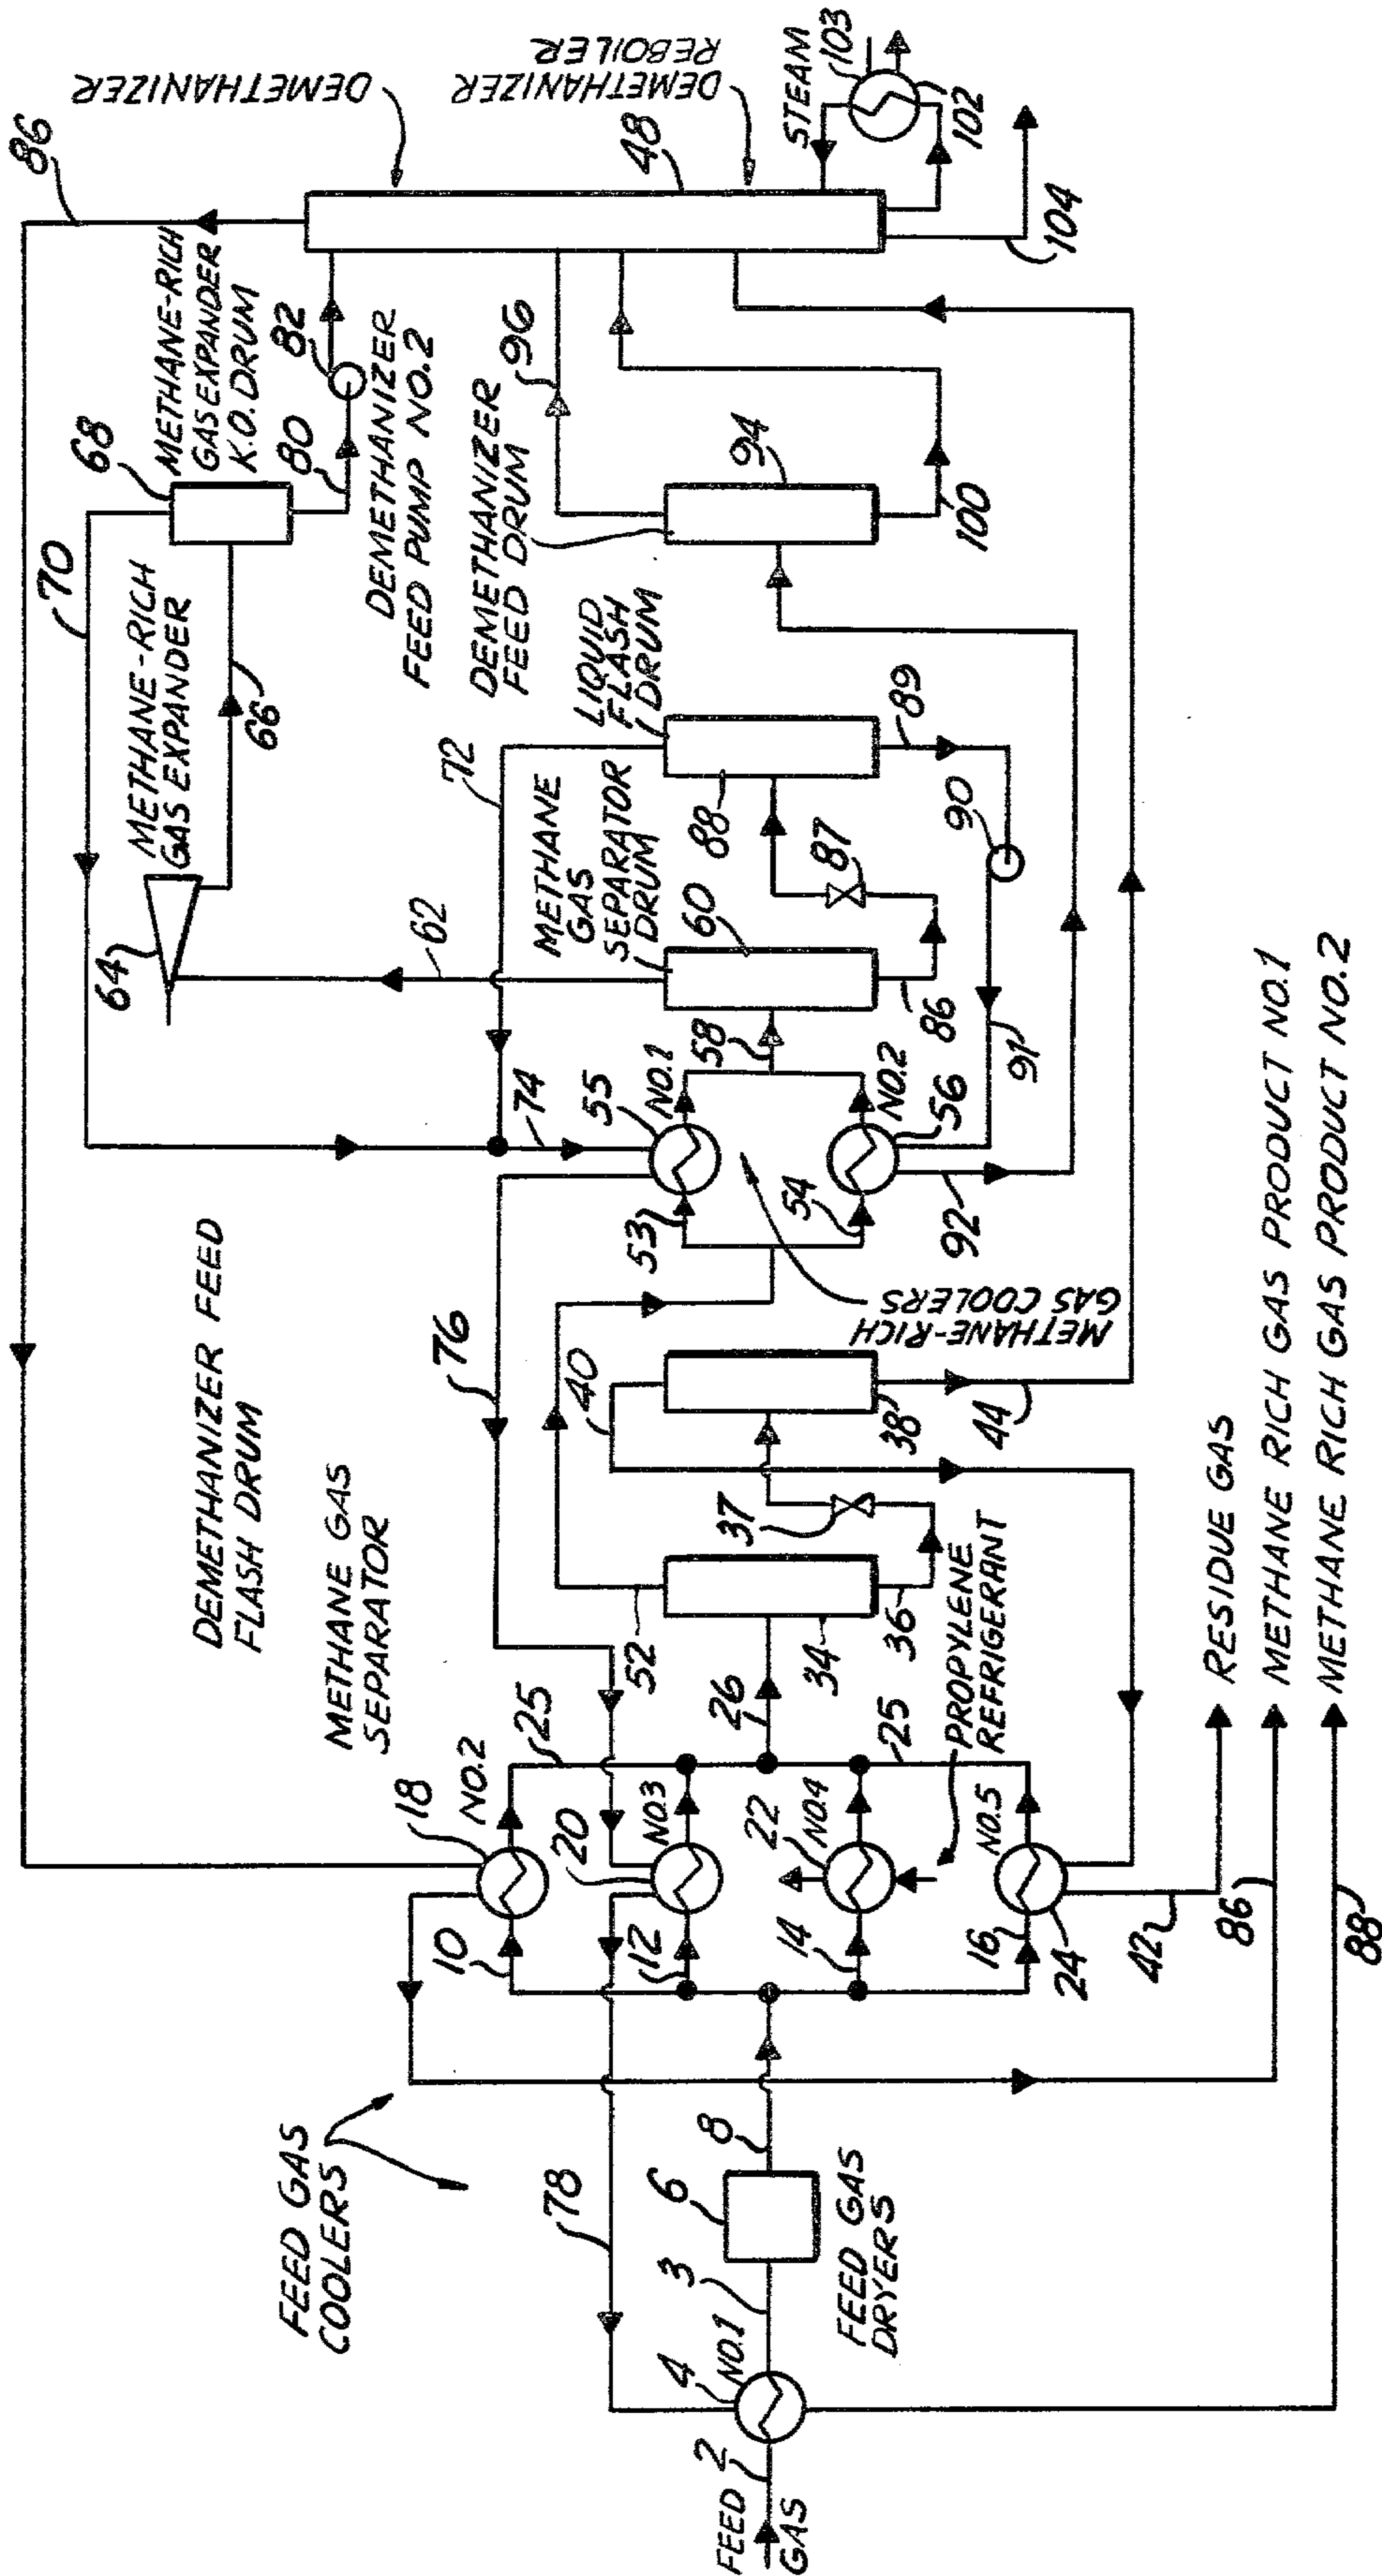 FEED 2
GAS
4
NO.1
3
6
8
FEED GAS
DRYERS
FEED GAS
COOLERS
78
10
12
14
16
18
NO.2
20
NO.3
22
NO.4
NO.5
24
25
25
26
42
PROPYLENE
REFRIGERANT
METHANE GAS
SEPARATOR
DEMETHANIZER FEED
FLASH DRUM
52
34
36
37
38
40
44
76
METHANE-RICH
GAS COOLERS
53
54
55
NO.1
NO.2
56
58
92
91
74
72
70
METHANE
GAS
SEPARATOR
DRUM
60
62
86
87
88
LIQUID
FLASH
DRUM
89
90
64
METHANE-RICH
GAS EXPANDER
66
68
METHANE-RICH
GAS EXPANDER
K.O. DRUM
80
82
DEMETHANIZER
FEED PUMP NO.2
DEMETHANIZER
FEED DRUM
94
96
100
86
DEMETHANIZER
48
DEMETHANIZER
REBOILER
STEAM
103
102
104
RESIDUE GAS
86
METHANE RICH GAS PRODUCT NO.1
88
METHANE RICH GAS PRODUCT NO.2